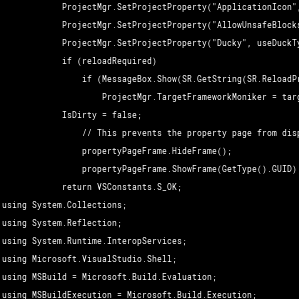 ProjectMgr.SetProjectProperty("ApplicationIcon",
ProjectMgr.SetProjectProperty("AllowUnsafeBlocks
ProjectMgr.SetProjectProperty("Ducky", useDuckTy
if (reloadRequired)
if (MessageBox.Show(SR.GetString(SR.ReloadPr
ProjectMgr.TargetFrameworkMoniker = targ
IsDirty = false;
// This prevents the property page from disp
propertyPageFrame.HideFrame();
propertyPageFrame.ShowFrame(GetType().GUID)
return VSConstants.S_OK;
using System.Collections;
using System.Reflection;
using System.Runtime.InteropServices;
using Microsoft.VisualStudio.Shell;
using MSBuild = Microsoft.Build.Evaluation;
using MSBuildExecution = Microsoft.Build.Execution;